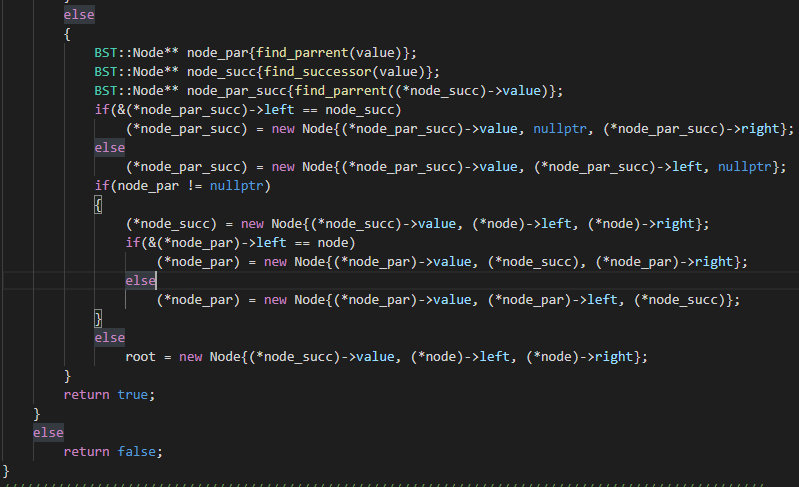 else
{
BST::Node** node_par{find_parrent(value)};
BST::Node** node_succ{find_successor(value)};
BST::Node** node_par_succ{find_parrent((*node_succ)->value)};
if(&(*node_par_succ)->left == node_succ)
(*node_par_succ) = new Node{(*node_par_succ)->value, nullptr, (*node_par_succ)->right};
else
(*node_par_succ) = new Node{(*node_par_succ)->value, (*node_par_succ)->left, nullptr};
if(node_par != nullptr)
{
(*node_succ) = new Node{(*node_succ)->value, (*node)->left, (*node)->right};
if(&(*node_par)->left == node)
(*node_par) = new Node{(*node_par)->value, (*node_succ), (*node_par)->right};
else
(*node_par) = new Node{(*node_par)->value, (*node_par)->left, (*node_succ)};
}
else
root = new Node{(*node_succ)->value, (*node)->left, (*node)->right};
}
return true;
}
else
return false;
}